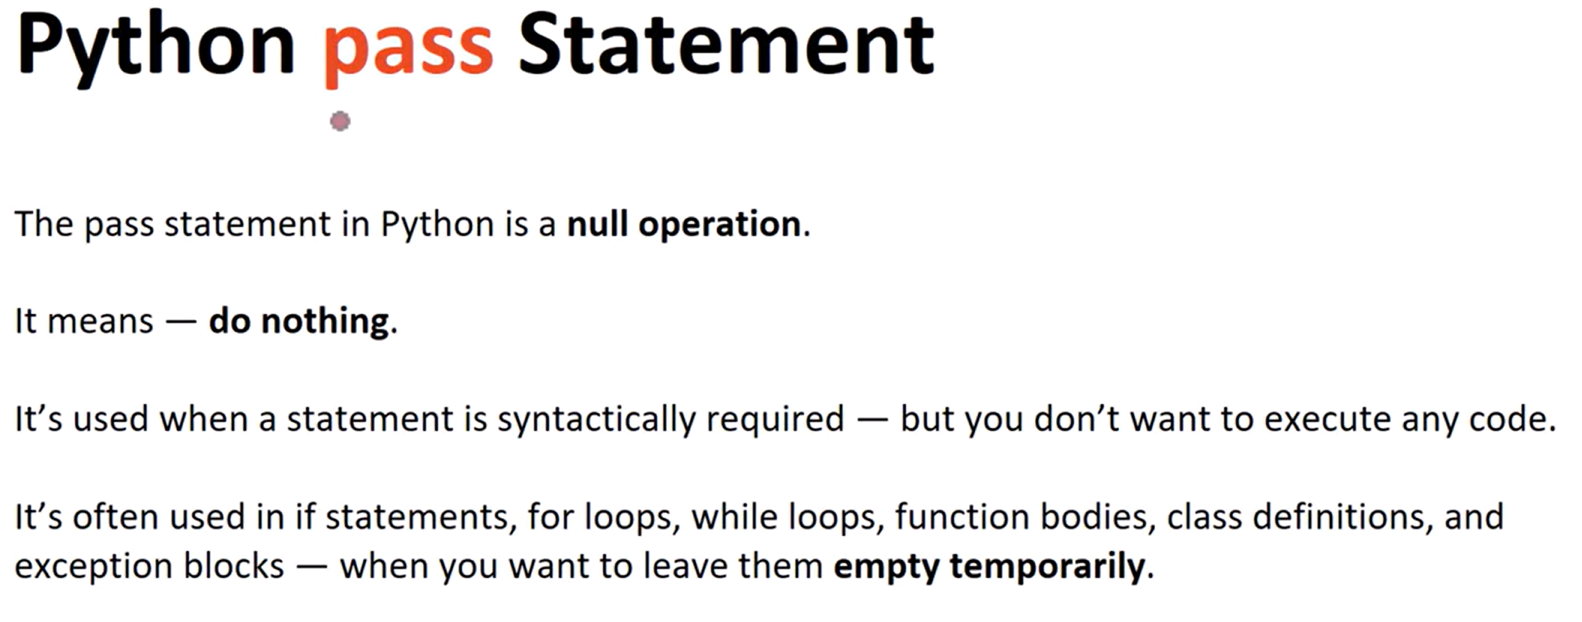 Python pass Statement
The pass statement in Python is a null operation.
It means — do nothing.
It’s used when a statement is syntactically required — but you don’t want to execute any code.
It’s often used in if statements, for loops, while loops, function bodies, class definitions, and
exception blocks — when you want to leave them empty temporarily.